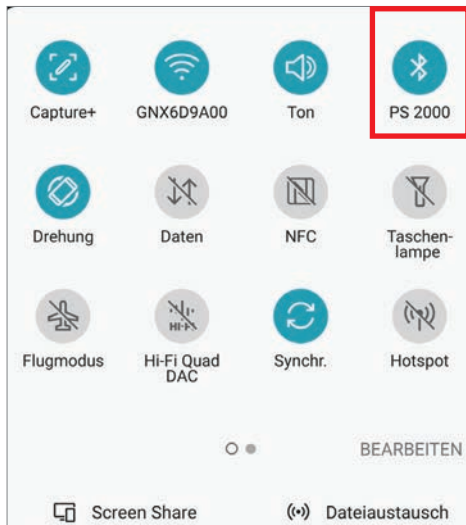 Capture+ GNX6D9A00 Ton PS 2000
Drehung Daten NFC Taschen-
lampe
HI-FI
Flugmodus Hi-Fi Quad Synchr. Hotspot
DAC
BEARBEITEN
Screen Share Dateiaustausch